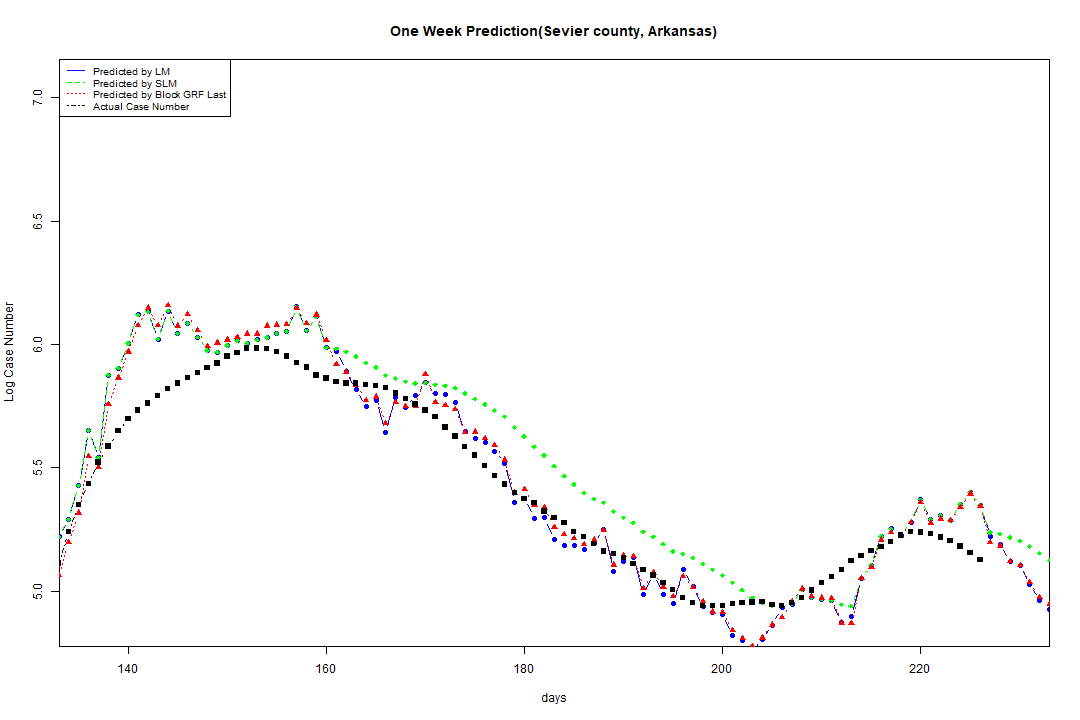 One Week Prediction(Sevier county, Arkansas)
Predicted by LM
Predicted by SLM
Predicted by Block GRF Last
Actual Case Number
7.0
6.5
6.0
5.5
5.0
Log Case Number
140 160 180 200 220
days